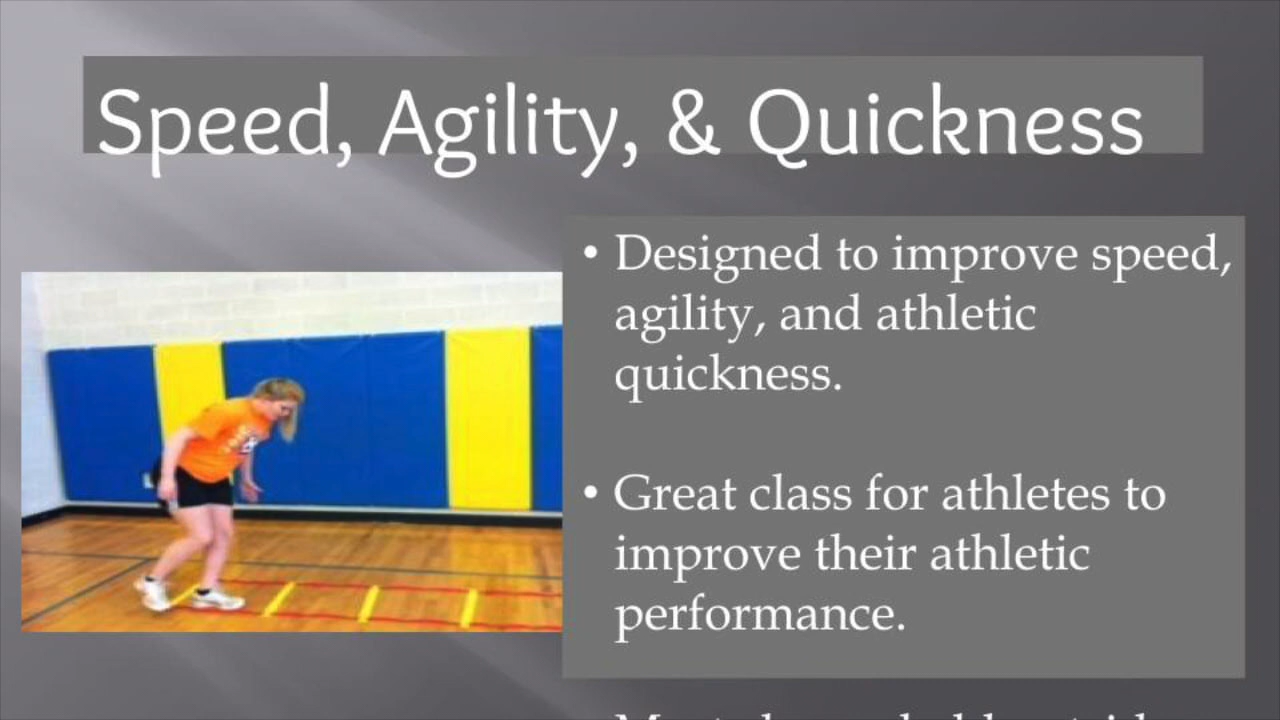 Speed, Agility, & Quickness
• Designed to improve speed,
agility, and athletic
quickness.
• Great class for athletes to
improve their athletic
performance.